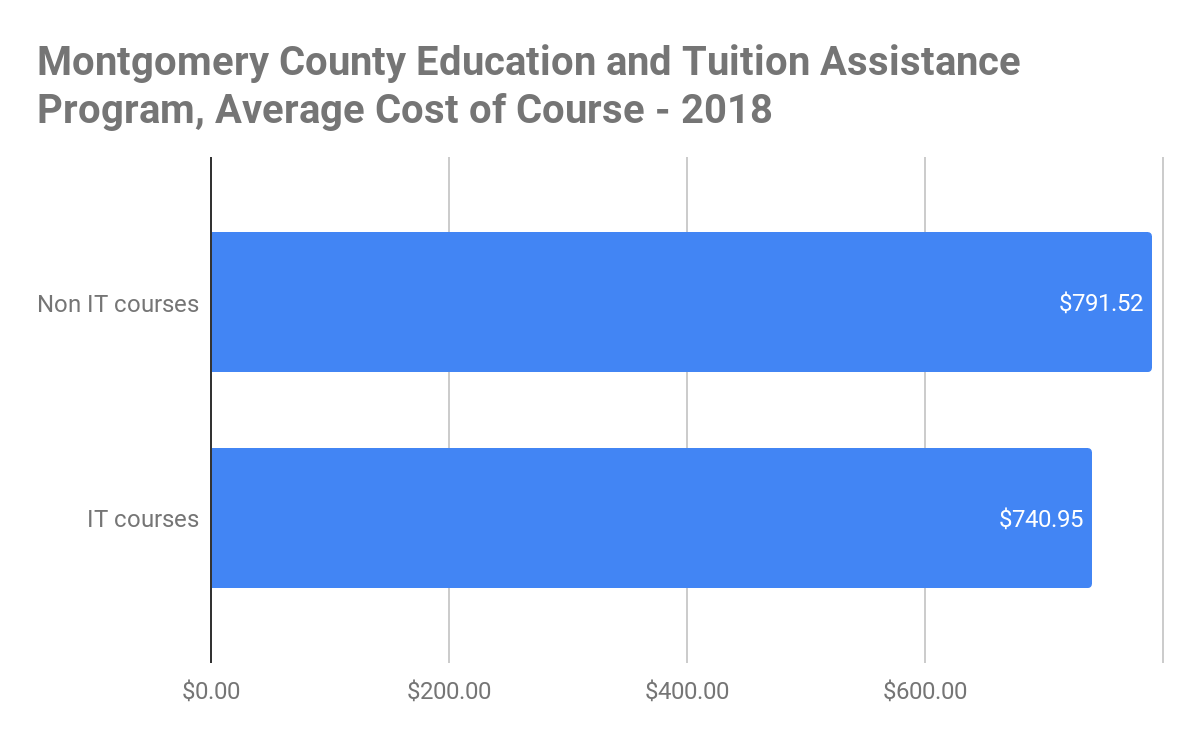 Montgomery County Education and Tuition Assistance
Program, Average Cost of Course - 2018
Non IT courses
$791.52
IT courses
$740.95
$0.00
$200.00
$400.00
$600.00